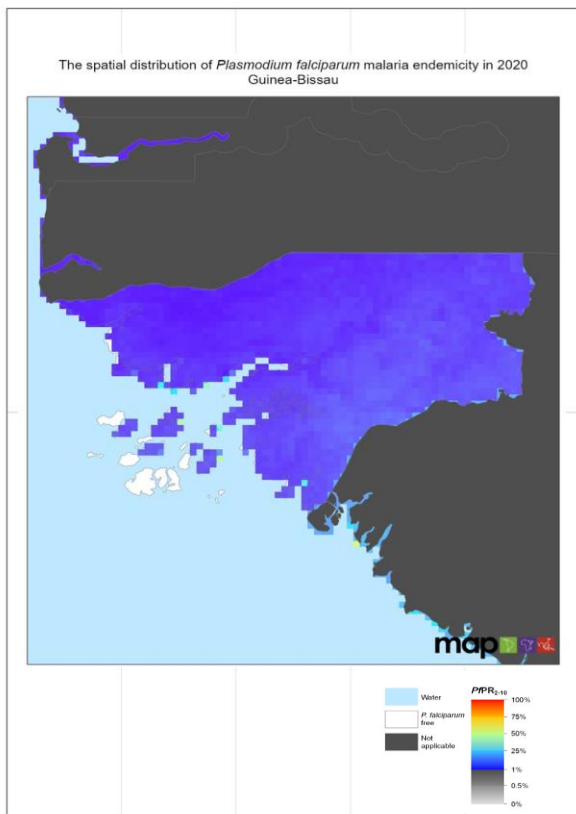 The spatial distribution of Plasmodium falciparum malaria endemicity in 2020
Guinea-Bissau
map
Water
P. falciparum
free
Not
applicable
PfPR2-10
100%
75%
50%
25%
1%
0.5%
0%